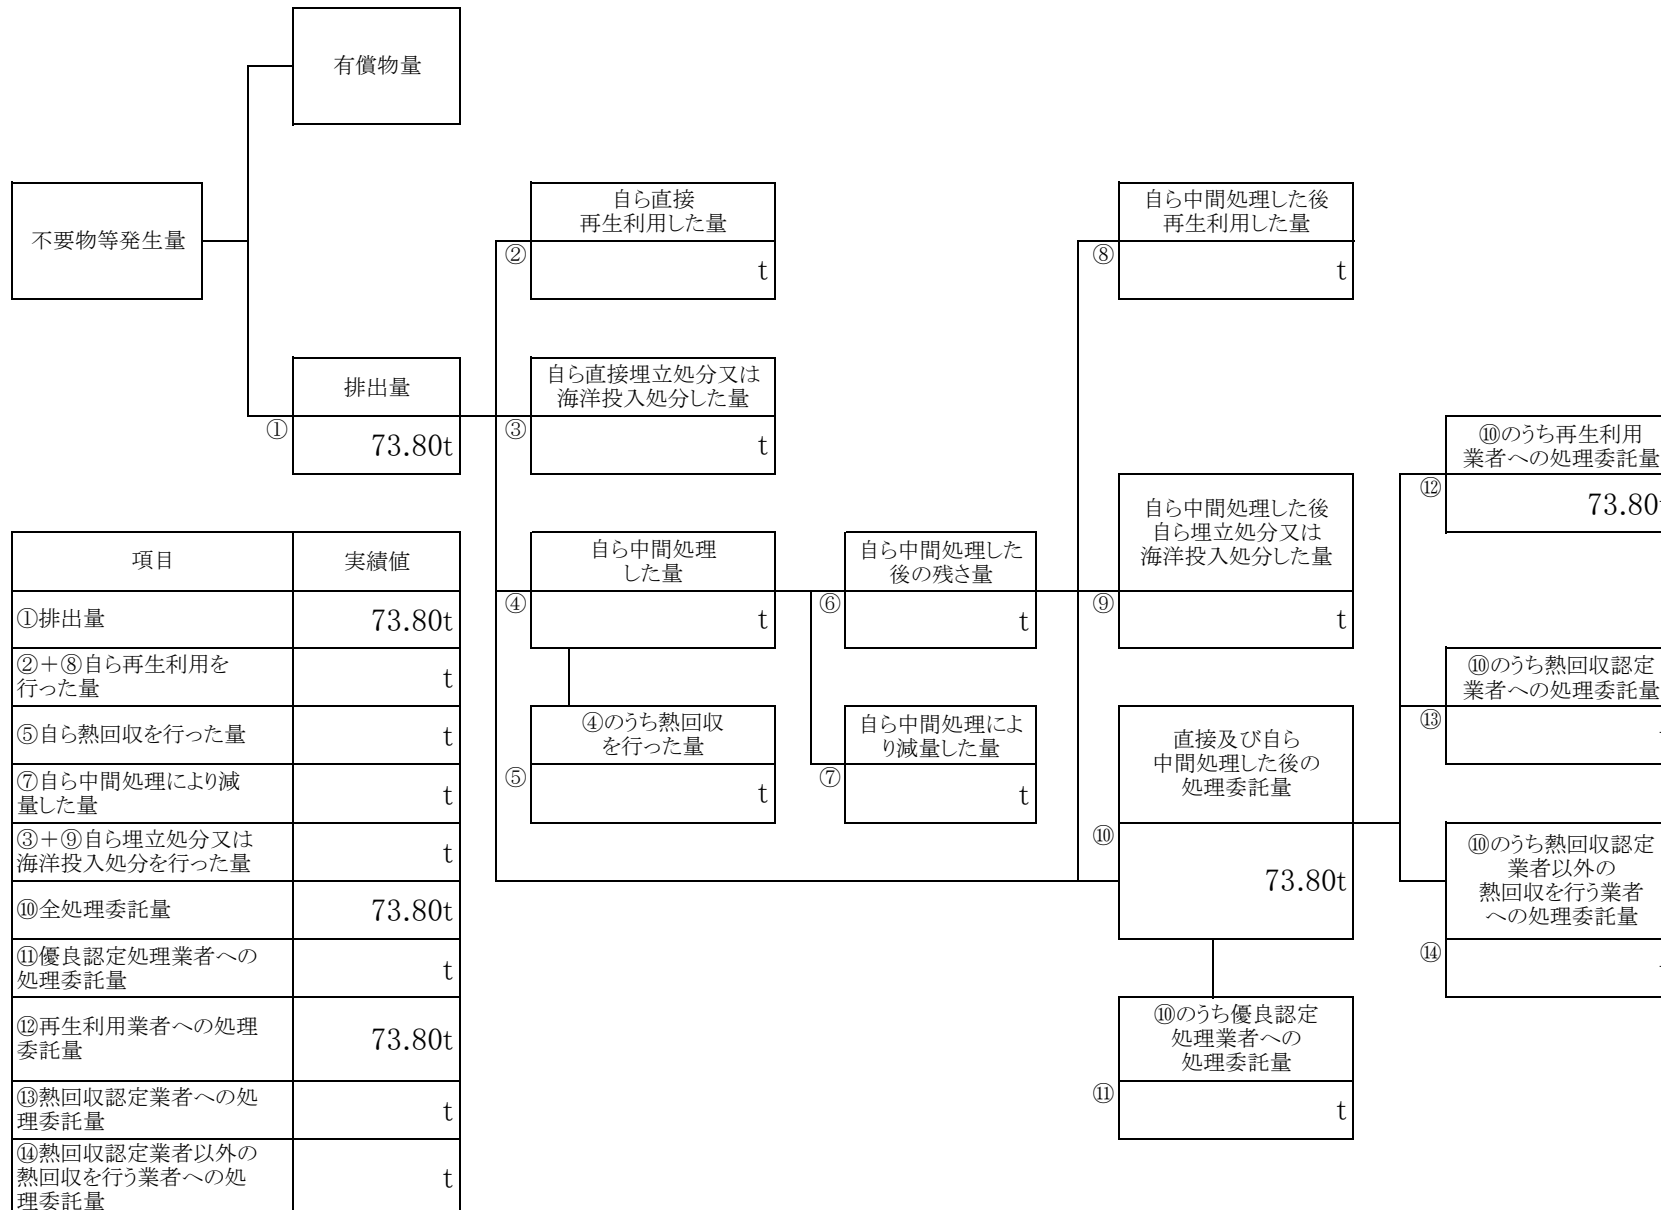 有償物量
不要物等発生量
自ら直接
再生利用した量
②
t
自ら中間処理した後
再生利用した量
⑧
t
排出量
①
73.80t
自ら直接埋立処分又は
海洋投入処分した量
③
t
⑩のうち再生利用
業者への処理委託量
⑫
73.80t
自ら中間処理した後
自ら埋立処分又は
海洋投入処分した量
⑨
t
自ら中間処理
した量
④
t
自ら中間処理した
後の残さ量
⑥
t
⑩のうち熱回収認定
業者への処理委託量
⑬
④のうち熱回収
を行った量
⑤
t
自ら中間処理によ
り減量した量
⑦
t
直接及び自ら
中間処理した後の
処理委託量
⑩
73.80t
⑩のうち熱回収認定
業者以外の
熱回収を行う業者
への処理委託量
⑭
⑩のうち優良認定
処理業者への
処理委託量
⑪
t
項目
実績値
①排出量
73.80t
②+⑧自ら再生利用を
行った量
t
⑤自ら熱回収を行った量
t
⑦自ら中間処理により減
量した量
t
③+⑨自ら埋立処分又は
海洋投入処分を行った量
t
⑩全処理委託量
73.80t
⑪優良認定処理業者への
処理委託量
t
⑫再生利用業者への処理
委託量
73.80t
⑬熱回収認定業者への処
理委託量
t
⑭熱回収認定業者以外の
熱回収を行う業者への処
理委託量
t